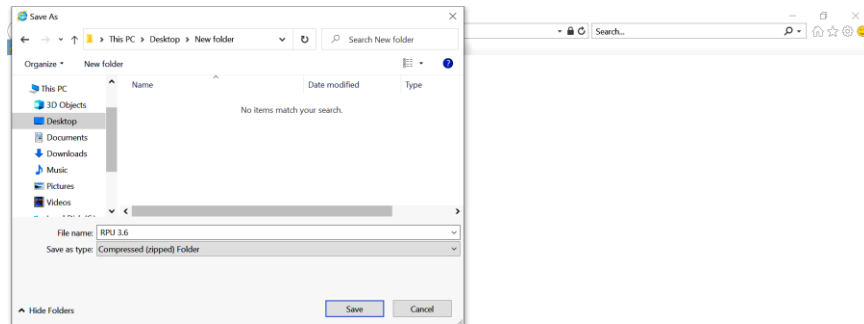 Save As
This PC > Desktop > New folder
Search New folder
Search...
Organize
New folder
Name
Date modified
Type
This PC
3D Objects
Desktop
Documents
Downloads
Music
Pictures
Videos
No items match your search.
File name: RPU 3.6
Save as type: Compressed (zipped) Folder
Hide Folders
Save
Cancel